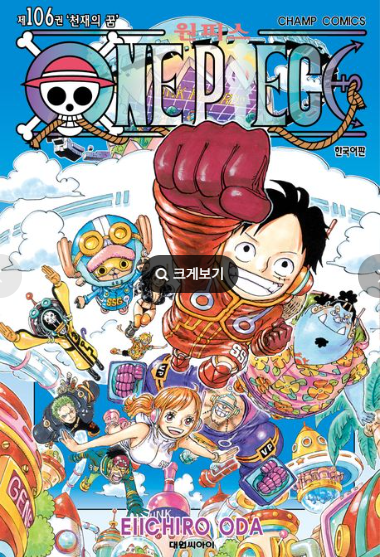 제106권 '천재의 꿈'
CHAMP COMICS
원피스
ONE PIECE
한국어판
크게보기
SSG
EIICHIRO ODA
대원씨아이